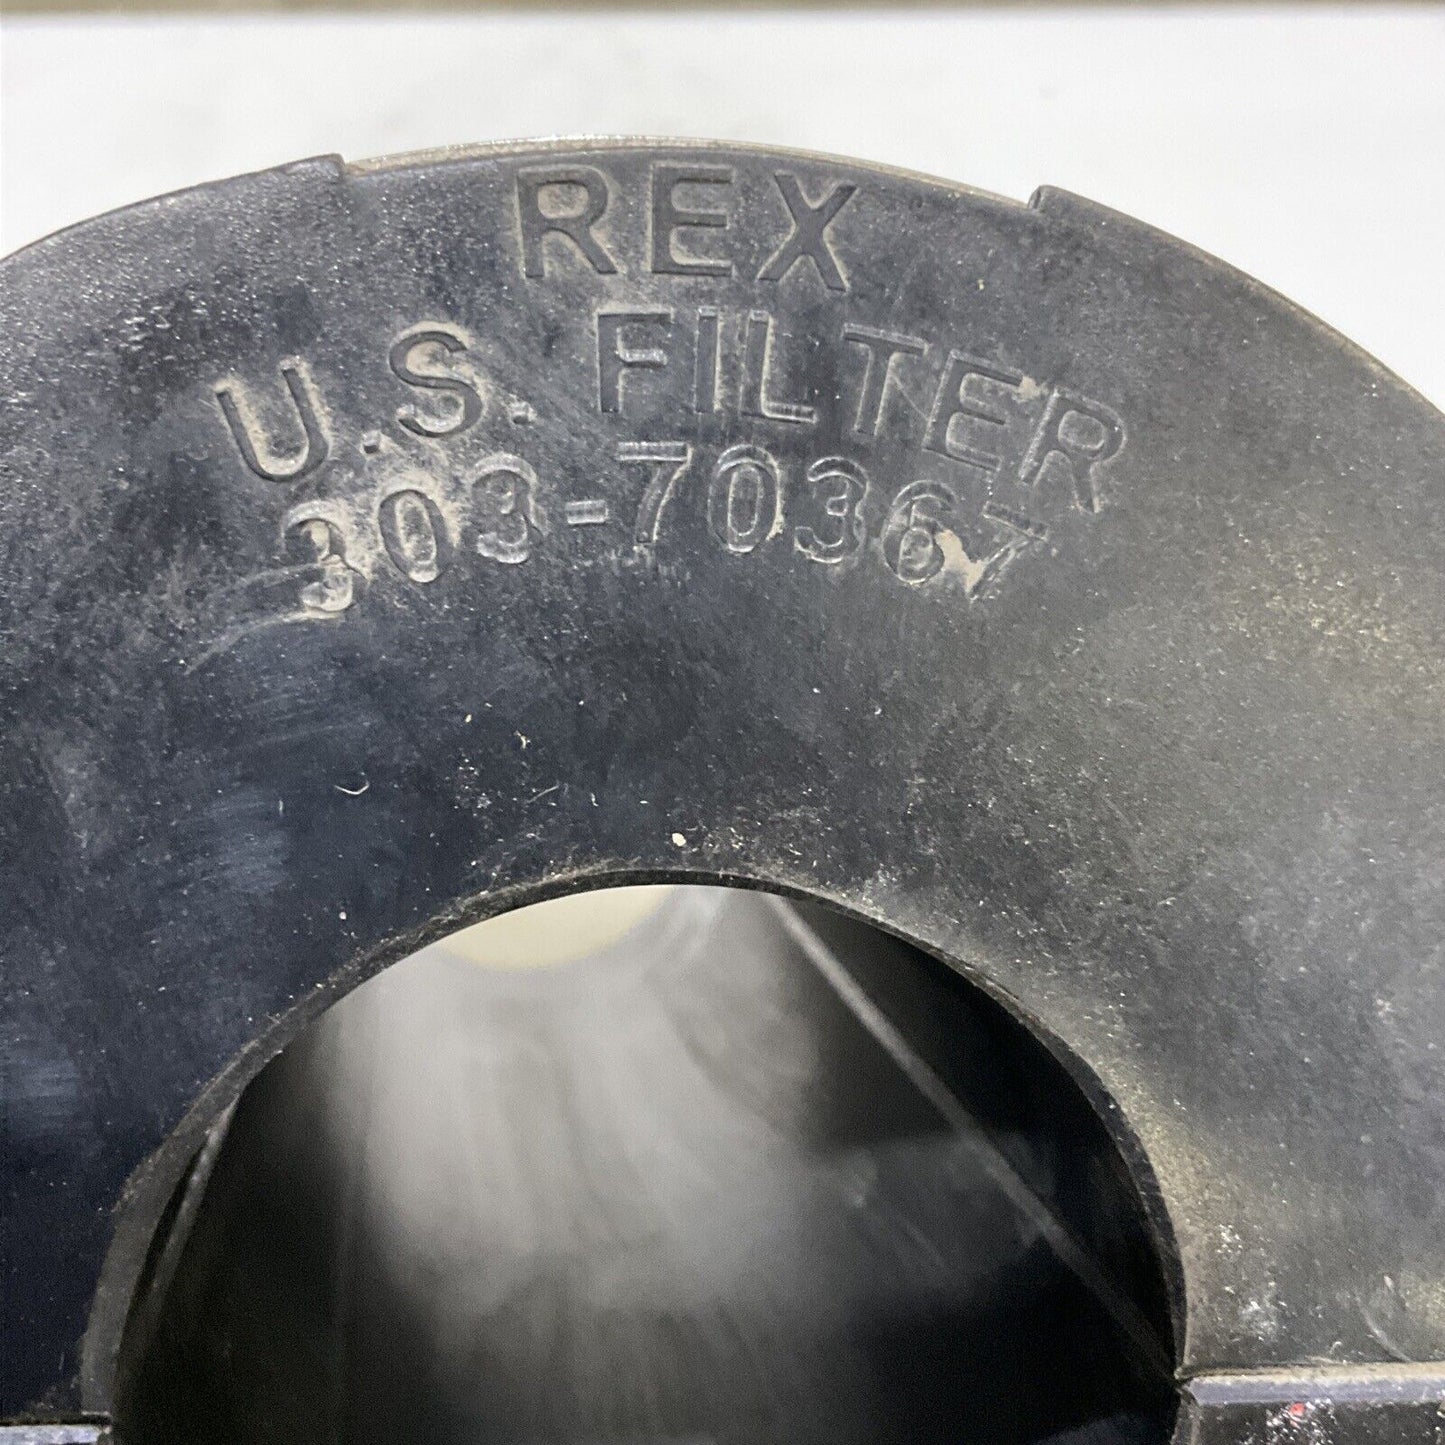 REX
U.S. FILTER
303-70367